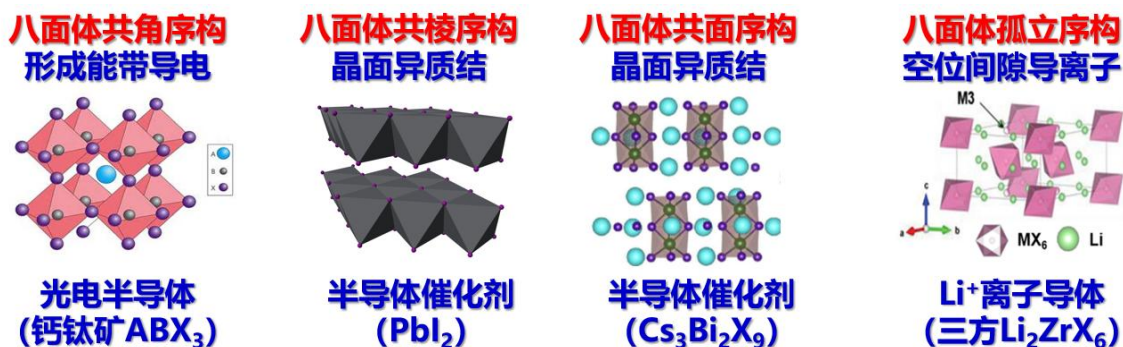 八面体共角序构
形成能带导电
A
B
X
光电半导体
(钙钛矿ABX₃)
八面体共棱序构
晶面异质结
半导体催化剂
(PbI₂)
八面体共面序构
晶面异质结
半导体催化剂
(Cs₃Bi₂X₉)
八面体孤立序构
空位间隙导离子
M3
c
a
b
MX₆
Li
Li⁺离子导体
(三方Li₂ZrX₆)